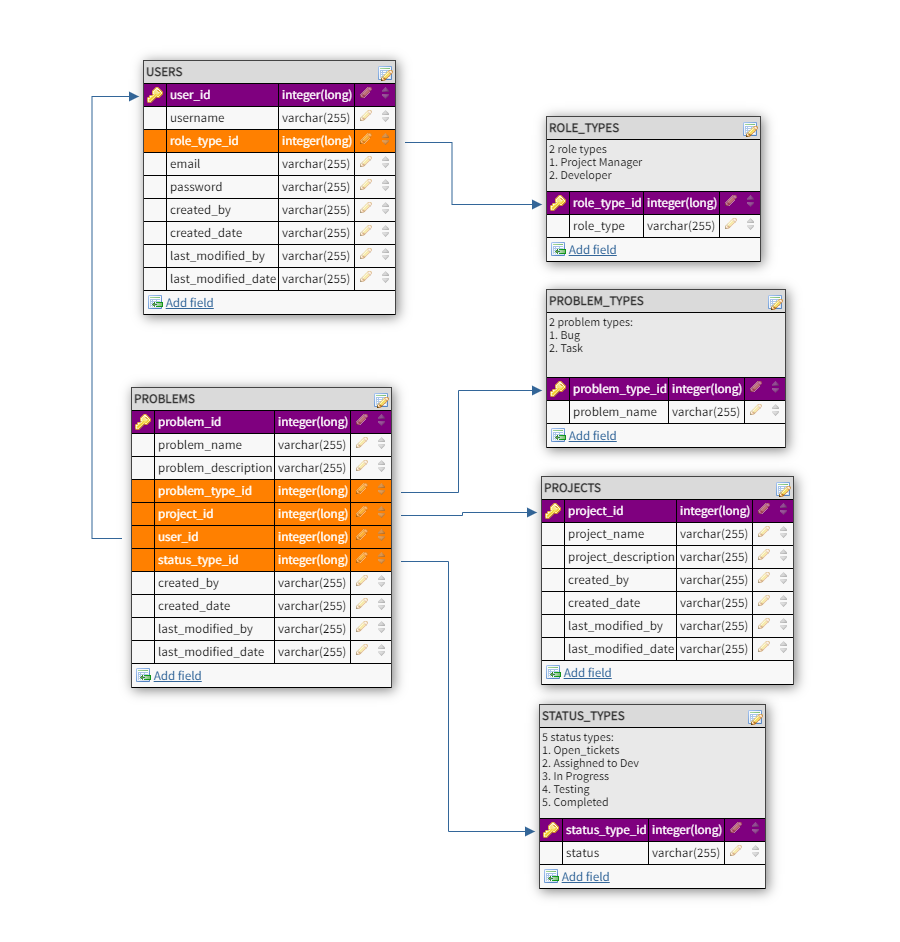 USERS
user_id integer(long)
username varchar(255)
role_type_id integer(long)
email varchar(255)
password varchar(255)
created_by varchar(255)
created_date varchar(255)
last_modified_by varchar(255)
last_modified_date varchar(255)
Add field
ROLE_TYPES
2 role types
1. Project Manager
2. Developer
role_type_id integer(long)
role_type varchar(255)
Add field
PROBLEM_TYPES
2 problem types:
1. Bug
2. Task
problem_type_id integer(long)
problem_name varchar(255)
Add field
PROBLEMS
problem_id integer(long)
problem_name varchar(255)
problem_description varchar(255)
problem_type_id integer(long)
project_id integer(long)
user_id integer(long)
status_type_id integer(long)
created_by varchar(255)
created_date varchar(255)
last_modified_by varchar(255)
last_modified_date varchar(255)
Add field
PROJECTS
project_id integer(long)
project_name varchar(255)
project_description varchar(255)
created_by varchar(255)
created_date varchar(255)
last_modified_by varchar(255)
last_modified_date varchar(255)
Add field
STATUS_TYPES
5 status types:
1. Open_tickets
2. Assighned to Dev
3. In Progress
4. Testing
5. Completed
status_type_id integer(long)
status varchar(255)
Add field